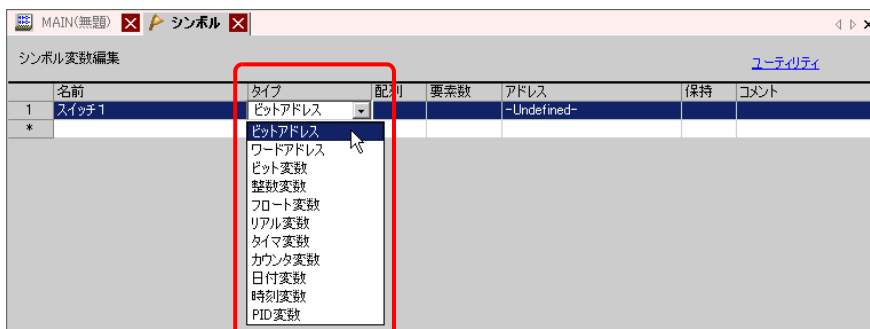 MAIN(無題) シンボル
シンボル変数編集 ユーティリティ
名前 タイプ 配列 要素数 アドレス 保持 コメント
1 スイッチ1 ビットアドレス -Undefined-
* ビットアドレス
ワードアドレス
ビット変数
整数変数
フロート変数
リアル変数
タイマ変数
カウンタ変数
日付変数
時刻変数
PID変数